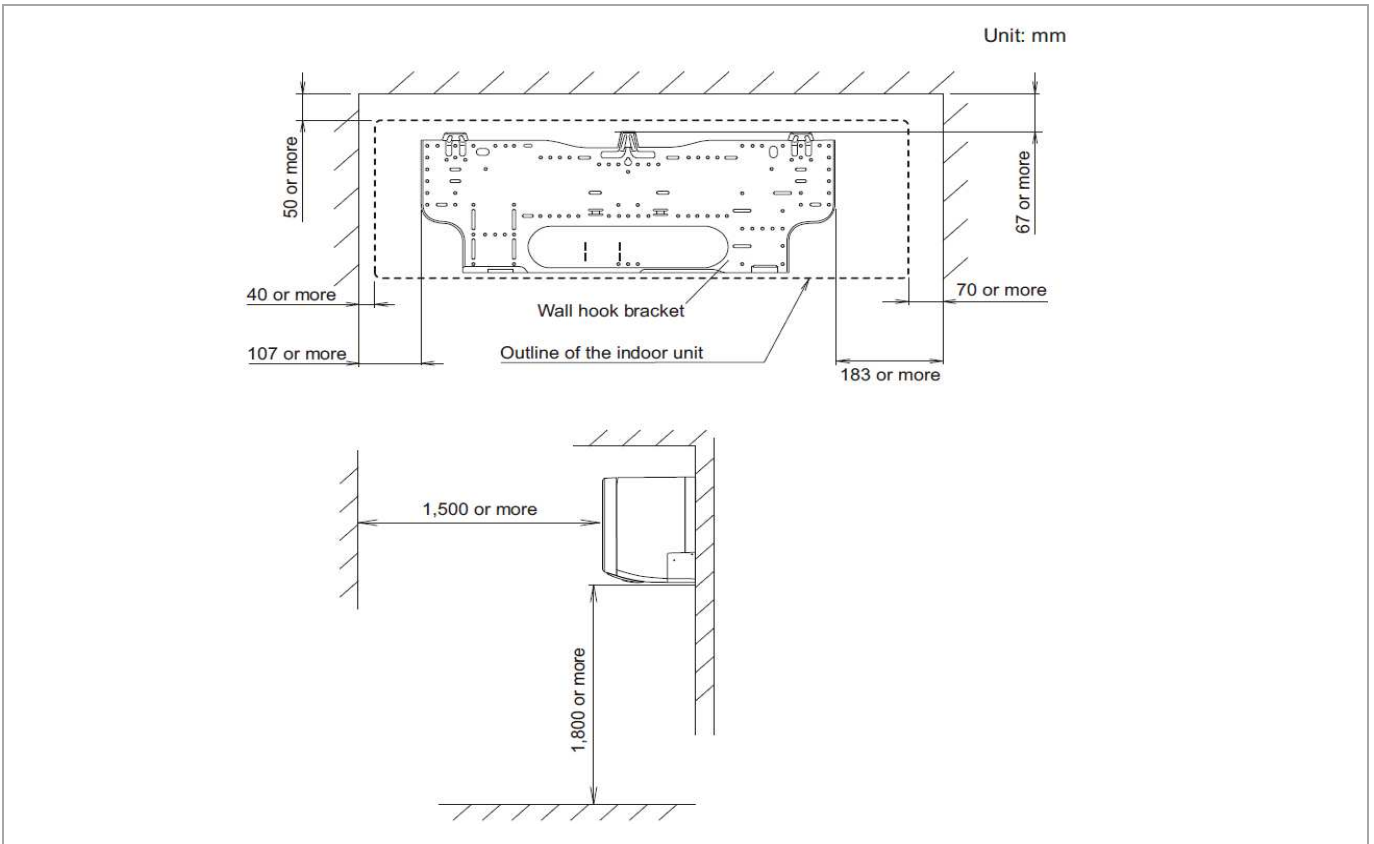 Unit: mm
50 or more
67 or more
40 or more
70 or more
Wall hook bracket
107 or more
Outline of the indoor unit
183 or more
1,500 or more
1,800 or more